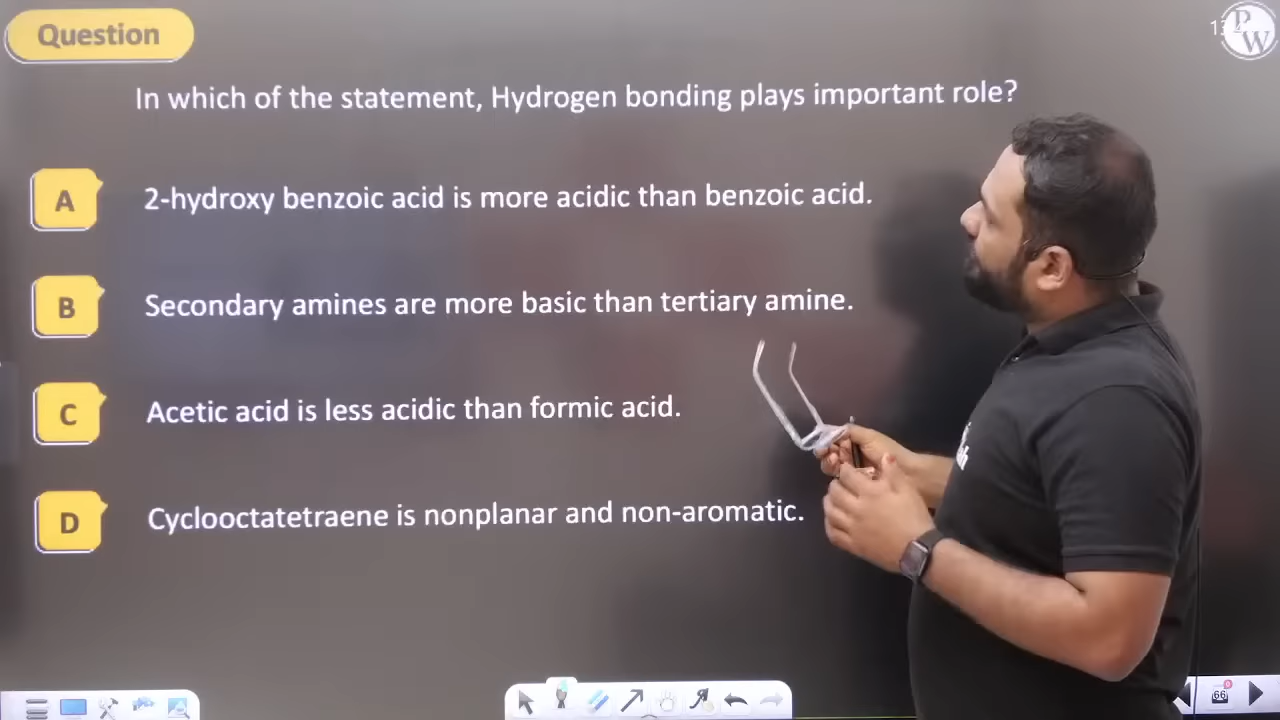 Question
In which of the statement, Hydrogen bonding plays important role?
A
2-hydroxy benzoic acid is more acidic than benzoic acid.
B
Secondary amines are more basic than tertiary amine.
C
Acetic acid is less acidic than formic acid.
D
Cyclooctatetraene is nonplanar and non-aromatic.
PW
66